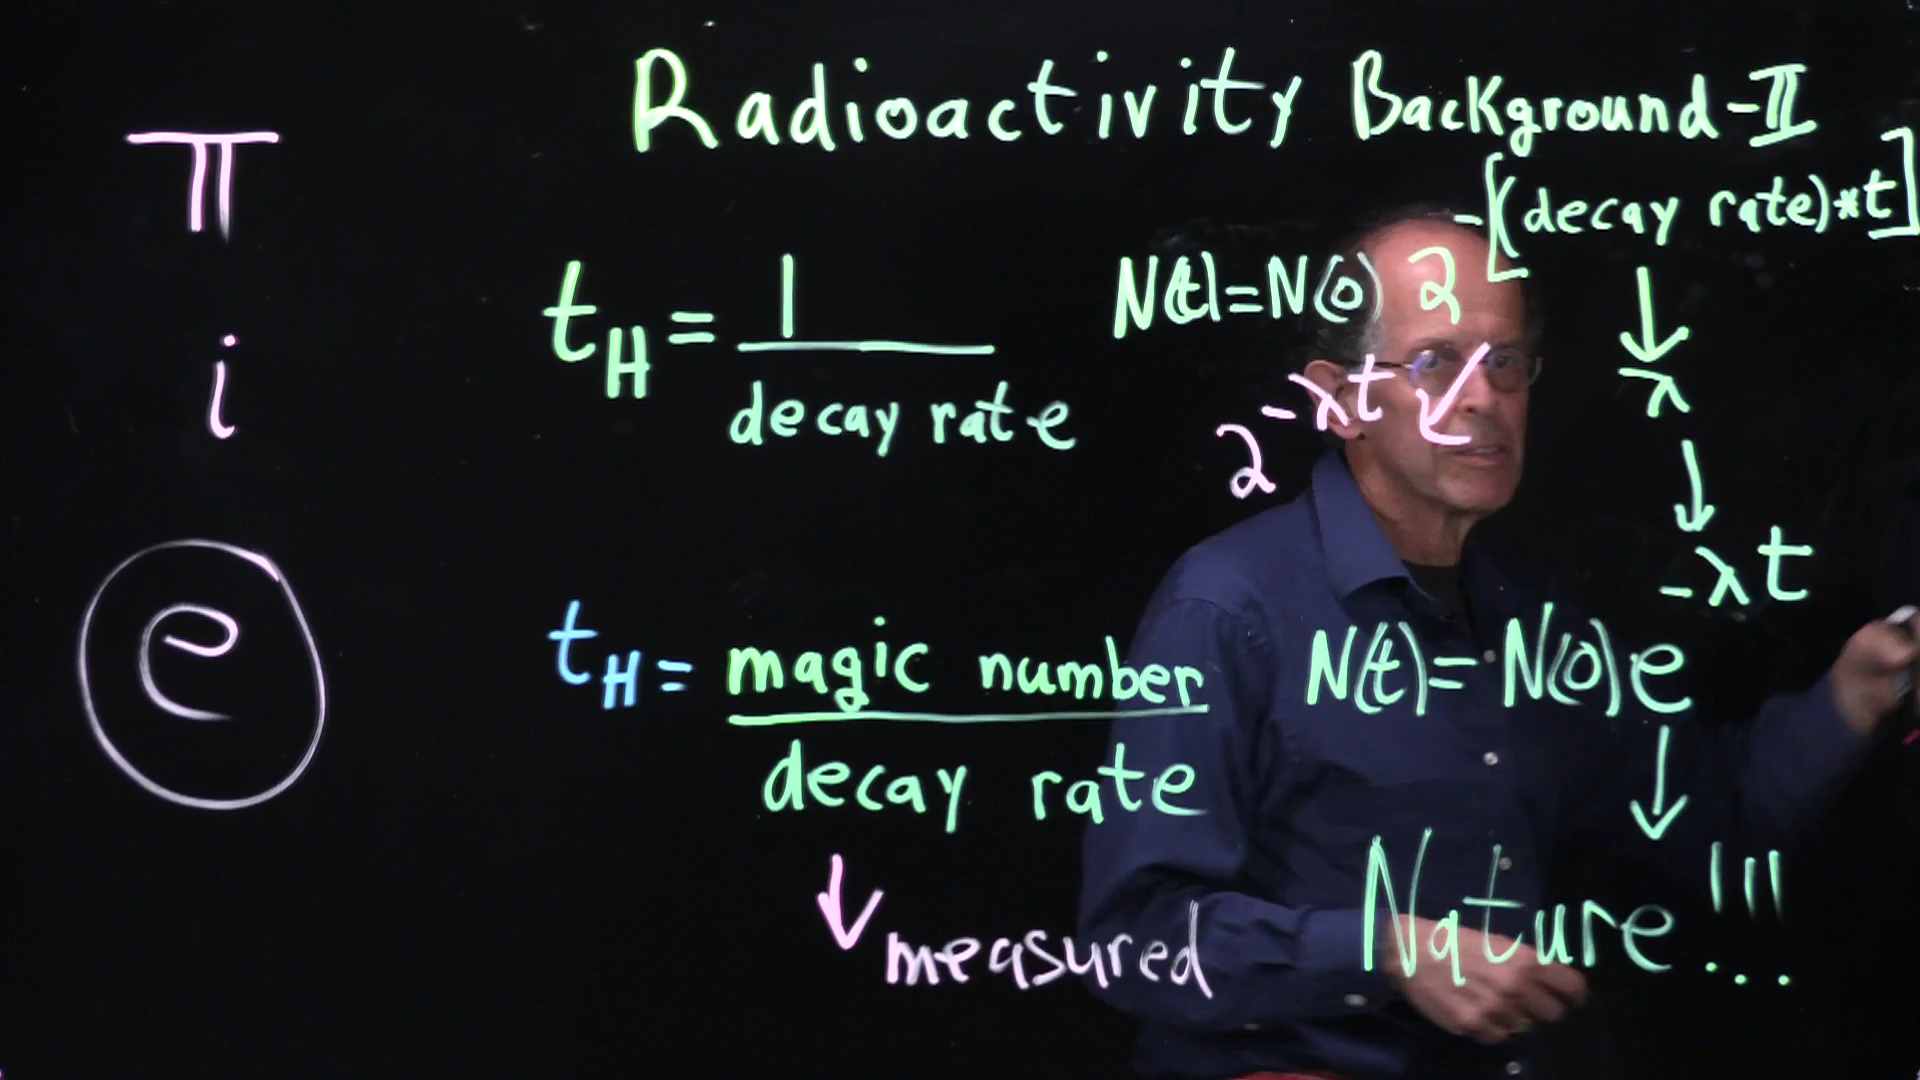 Radioactivity Background-II
π
i
e
t_H = 1 / decay rate
N(t)=N(0) 2 -[(decay rate)*t]
↓
λ
↓
2 -λt ↙
t_H = magic number / decay rate
↓ measured
N(t)= N(0) e -λt
↓
Nature!!!...